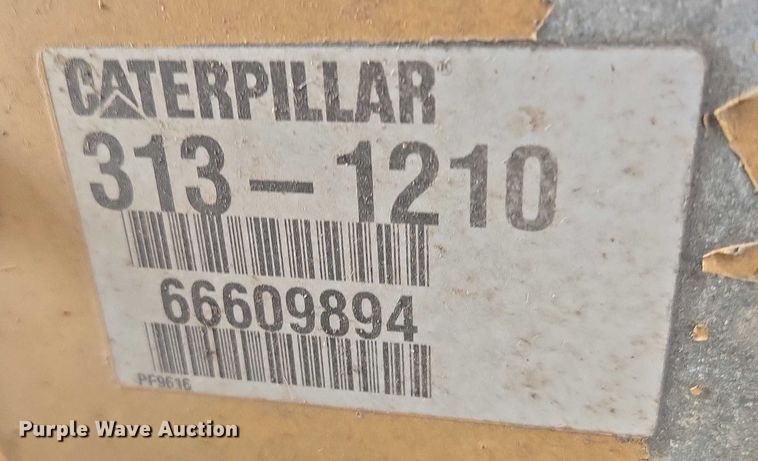 CATERPILLAR®
313-1210
66609894
PF9616
Purple Wave Auction